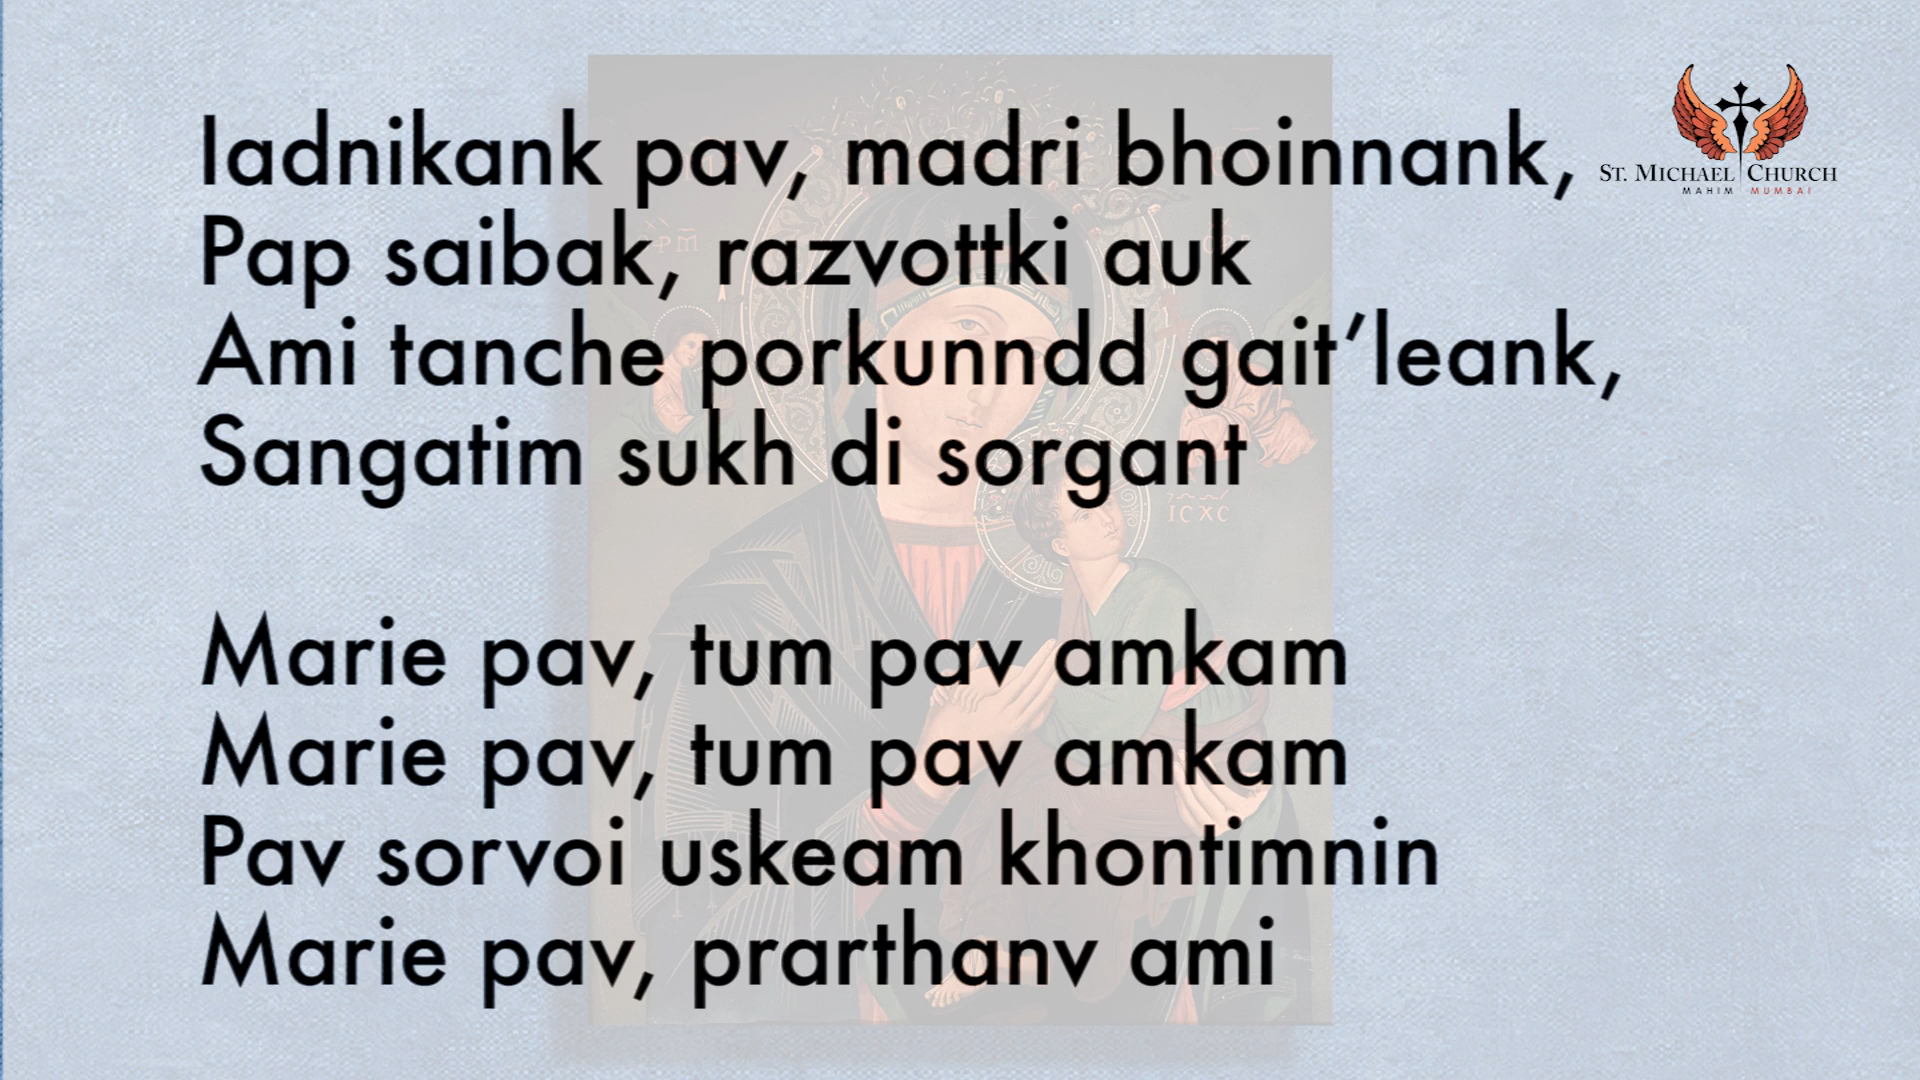 Iadnikank pav, madri bhoinnank,
Pap saibak, razvottki auk
Ami tanche porkunndd gait’leank,
Sangatim sukh di sorgant
Marie pav, tum pav amkam
Marie pav, tum pav amkam
Pav sorvoi uskeam khontimnin
Marie pav, prarthanv ami
ST. MICHAEL CHURCH
MAHIM MUMBAI
IC XC